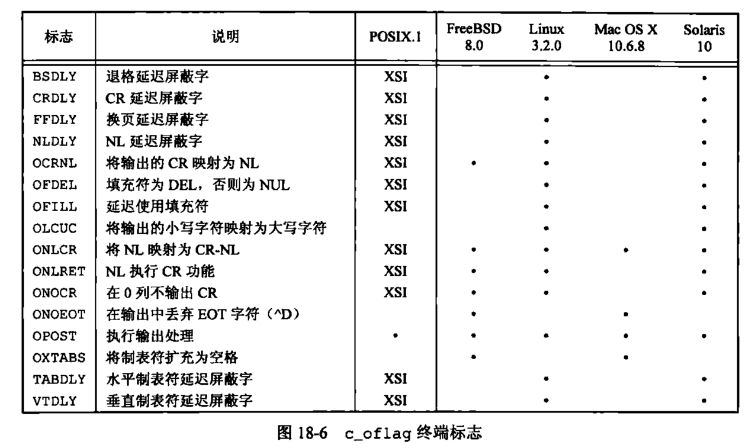 标志 说明 POSIX.1 FreeBSD 8.0 Linux 3.2.0 Mac OS X 10.6.8 Solaris 10
BSDLY 退格延迟屏蔽字 XSI • •
CRDLY CR 延迟屏蔽字 XSI • •
FFDLY 换页延迟屏蔽字 XSI • •
NLDLY NL 延迟屏蔽字 XSI • •
OCRNL 将输出的 CR 映射为 NL XSI • • •
OFDEL 填充符为 DEL，否则为 NUL XSI • •
OFILL 延迟使用填充符 XSI • •
OLCUC 将输出的小写字符映射为大写字符 • •
ONLCR 将 NL 映射为 CR-NL XSI • • • •
ONLRET NL 执行 CR 功能 XSI • • •
ONOCR 在 0 列不输出 CR XSI • • •
ONOEOT 在输出中丢弃 EOT 字符（^D） • •
OPOST 执行输出处理 • • • • •
OXTABS 将制表符扩充为空格 • •
TABDLY 水平制表符延迟屏蔽字 XSI • •
VTDLY 垂直制表符延迟屏蔽字 XSI • •
图 18-6 c_oflag 终端标志